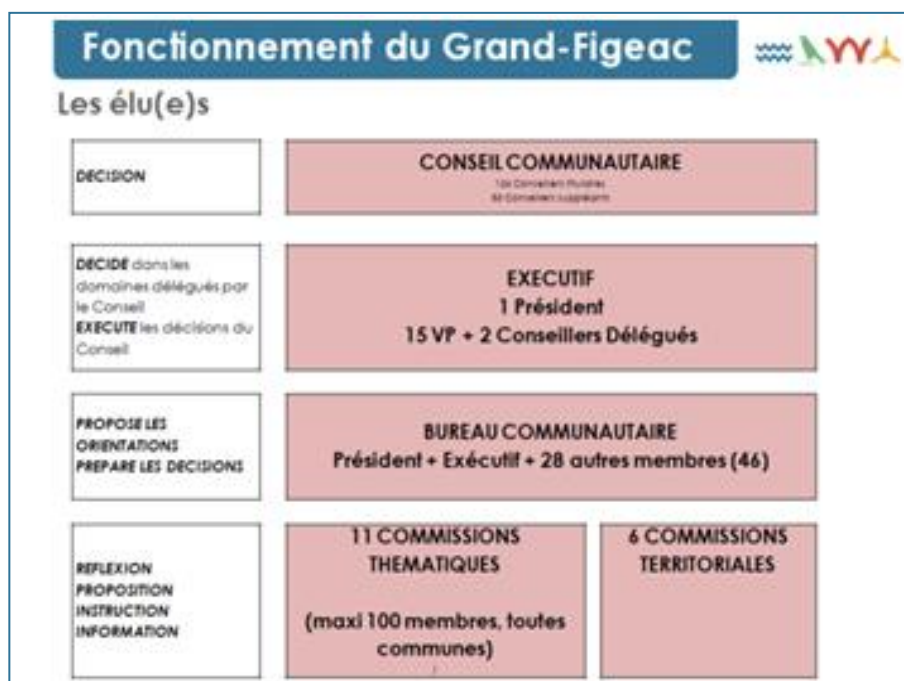 Fonctionnement du Grand-Figeac
Les élu(e)s
DECISION
CONSEIL COMMUNAUTAIRE
Conseillers
Conseillers
DECIDE dans les
domaines délégués par
le Conseil
EXECUTE les décisions du
Conseil
EXECUTIF
1 Président
15 VP + 2 Conseillers Délégués
PROPOSE LES
ORIENTATIONS
PREPARE LES DECISIONS
BUREAU COMMUNAUTAIRE
Président + Exécutif + 28 autres membres (46)
REFLEXION
PROPOSITION
INSTRUCTION
INFORMATION
11 COMMISSIONS
THEMATIQUES
(maxi 100 membres, toutes
communes)
6 COMMISSIONS
TERRITORIALES